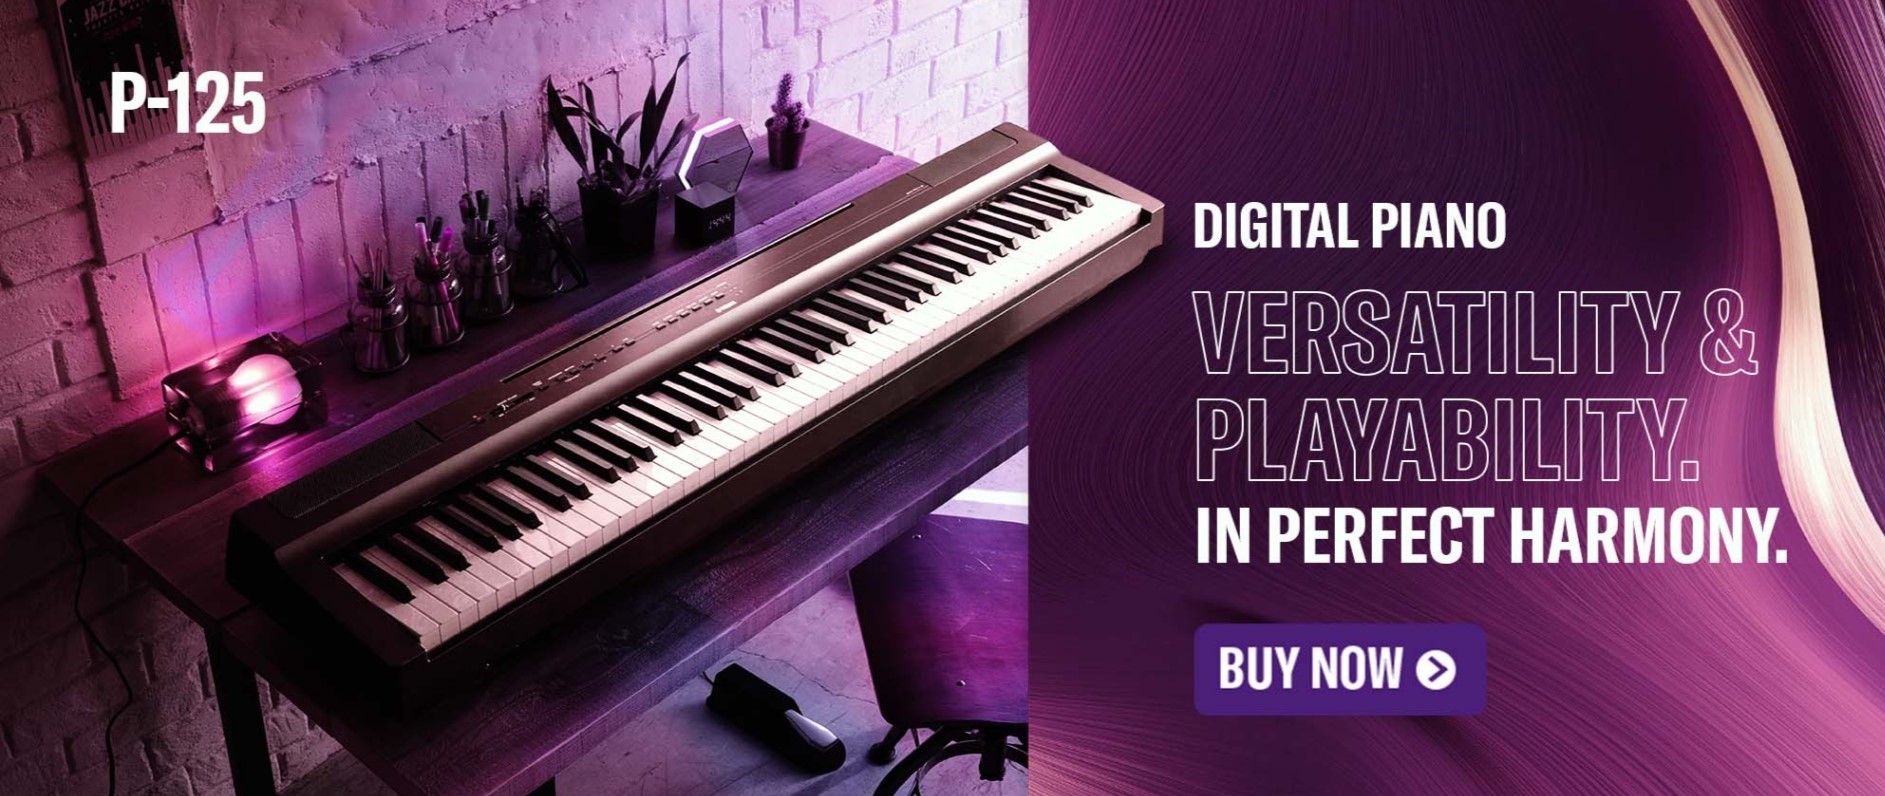 P-125
DIGITAL PIANO
VERSATILITY &
PLAYABILITY.
IN PERFECT HARMONY.
BUY NOW